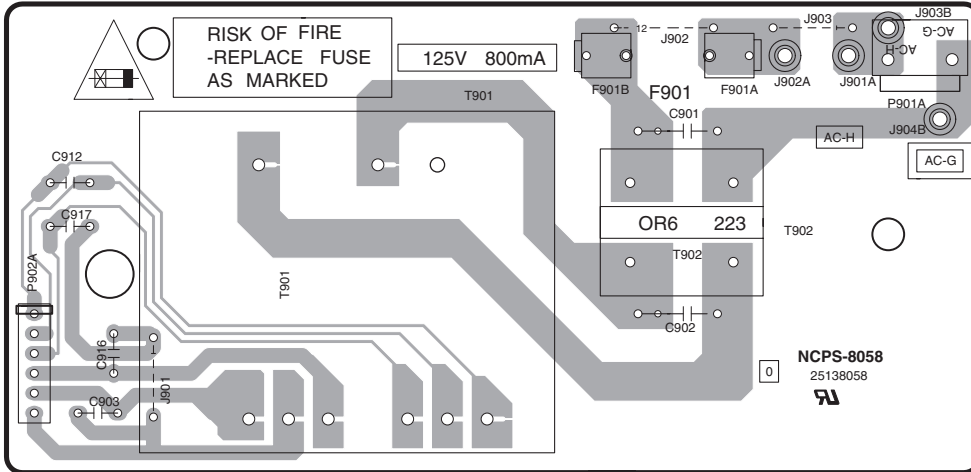 RISK OF FIRE
-REPLACE FUSE
AS MARKED
125V 800mA
T901
12
J902
J903
J903B
AC-G
AC-H
F901B
F901A
J902A
J901A
P901A
F901
C901
J904B
AC-H
AC-G
C912
C917
P902A
T901
OR6 223
T902
T902
C902
C916
J901
C903
0
NCPS-8058
25138058